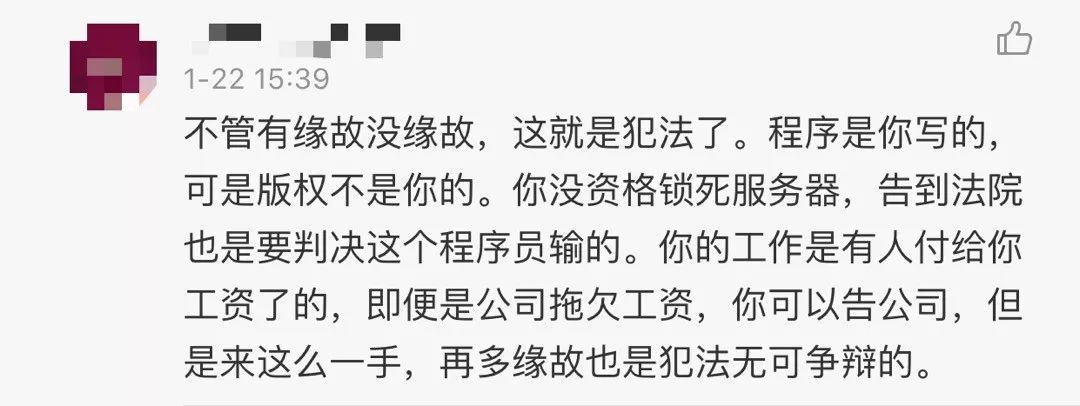 1-22 15:39
不管有缘故没缘故，这就是犯法了。程序是你写的，
可是版权不是你的。你没资格锁死服务器，告到法院
也是要判决这个程序员输的。你的工作是有人付给你
工资了的，即便是公司拖欠工资，你可以告公司，但
是来这么一手，再多缘故也是犯法无可争辩的。